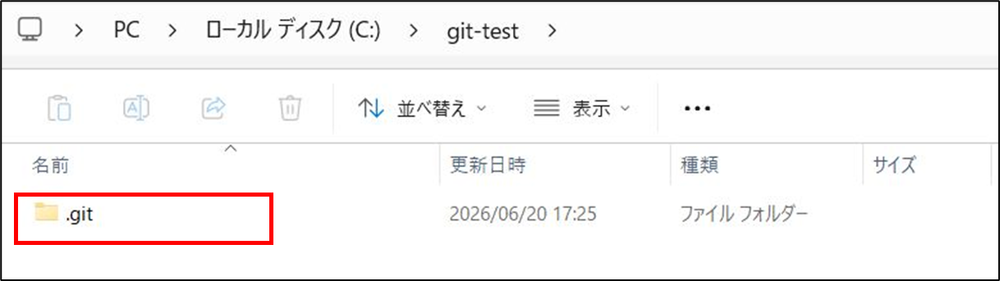 PC ローカル ディスク (C:) git-test
並べ替え 表示
名前 更新日時 種類 サイズ
.git 2026/06/20 17:25 ファイル フォルダー